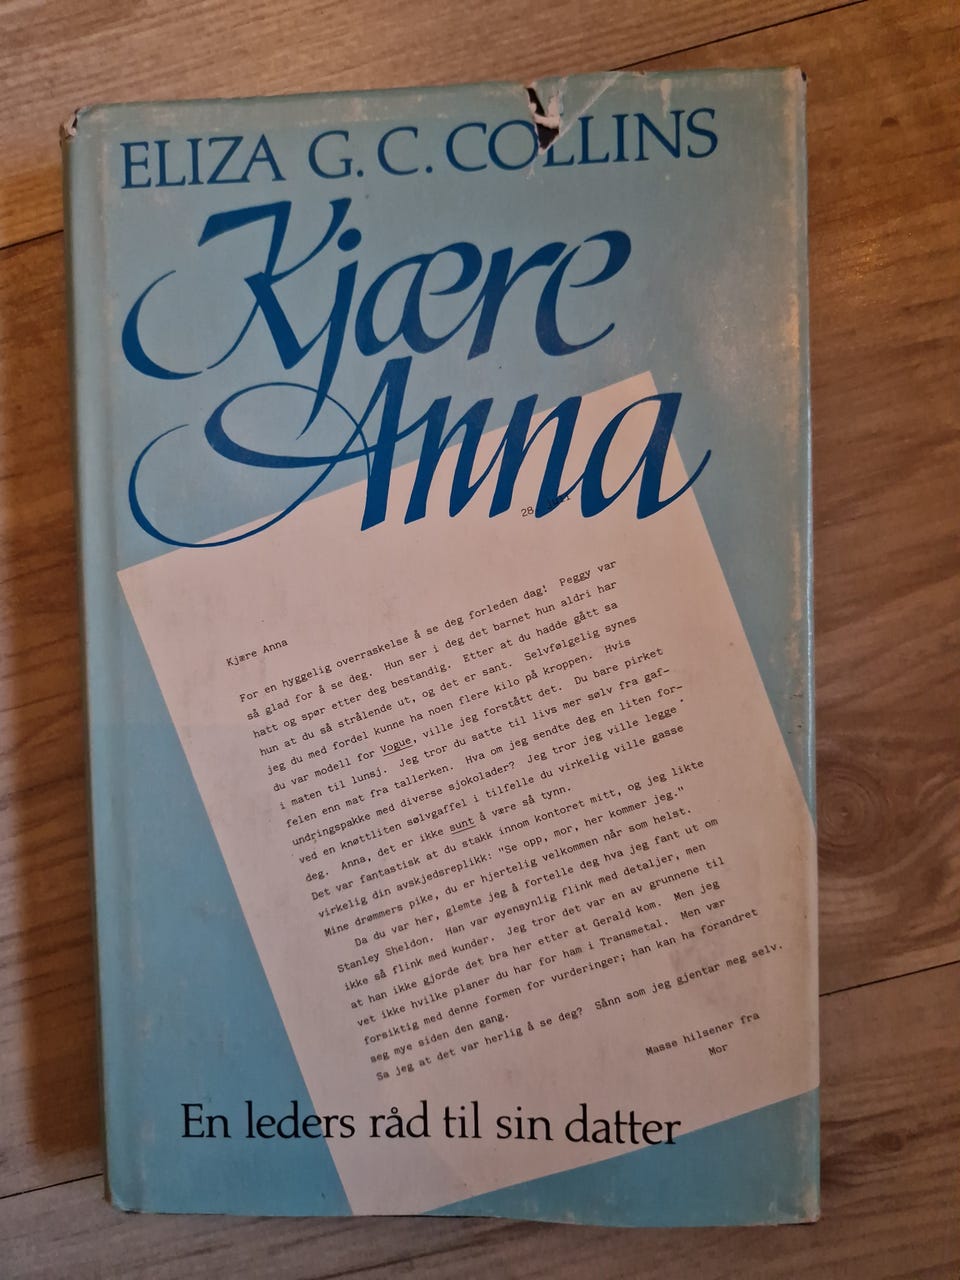 ELIZA G. C. COLLINS
Kjære
Anna
28. juli
Kjære Anna
For en hyggelig overraskelse å se deg forleden dag! Peggy var
så glad for å se deg. Hun ser i deg det barnet hun aldri har
hatt og spør etter deg bestandig. Etter at du hadde gått sa
hun at du så strålende ut, og det er sant. Selvfølgelig synes
jeg du med fordel kunne ha noen flere kilo på kroppen. Hvis
du var modell for Vogue, ville jeg forstått det. Du bare pirket
i maten til lunsj. Jeg tror du satte til livs mer sølv fra gaf-
felen enn mat fra tallerken. Hva om jeg sendte deg en liten for-
undringspakke med diverse sjokolader? Jeg tror jeg ville legge
ved en knøttliten sølvgaffel i tilfelle du virkelig ville gasse
deg. Anna, det er ikke sunt å være så tynn.
Det var fantastisk at du stakk innom kontoret mitt, og jeg likte
virkelig din avskjedsreplikk: "Se opp, mor, her kommer jeg."
Mine drømmers pike, du er hjertelig velkommen når som helst.
Da du var her, glemte jeg å fortelle deg hva jeg fant ut om
Stanley Sheldon. Han var øyensynlig flink med detaljer, men
ikke så flink med kunder. Jeg tror det var en av grunnene til
at han ikke gjorde det bra her etter at Gerald kom. Men jeg
vet ikke hvilke planer du har for ham i Transmetal. Men vær
forsiktig med denne formen for vurderinger; han kan ha forandret
seg mye siden den gang.
Sa jeg at det var herlig å se deg? Sånn som jeg gjentar meg selv.
Masse hilsener fra
Mor
En leders råd til sin datter